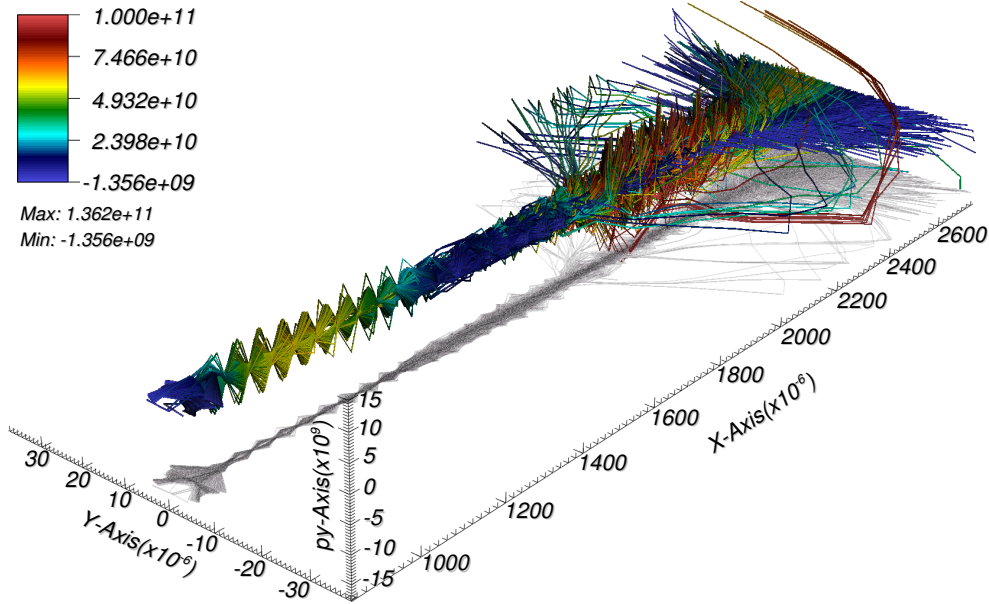 1.000e+11
7.466e+10
4.932e+10
2.398e+10
-1.356e+09
Max: 1.362e+11
Min: -1.356e+09
30
20
10
0
-10
-20
-30
Y-Axis(x10⁻⁶)
15
10
5
0
-5
-10
-15
py-Axis(x10⁹)
1000
1200
1400
1600
1800
2000
2200
2400
2600
X-Axis(x10⁻⁶)